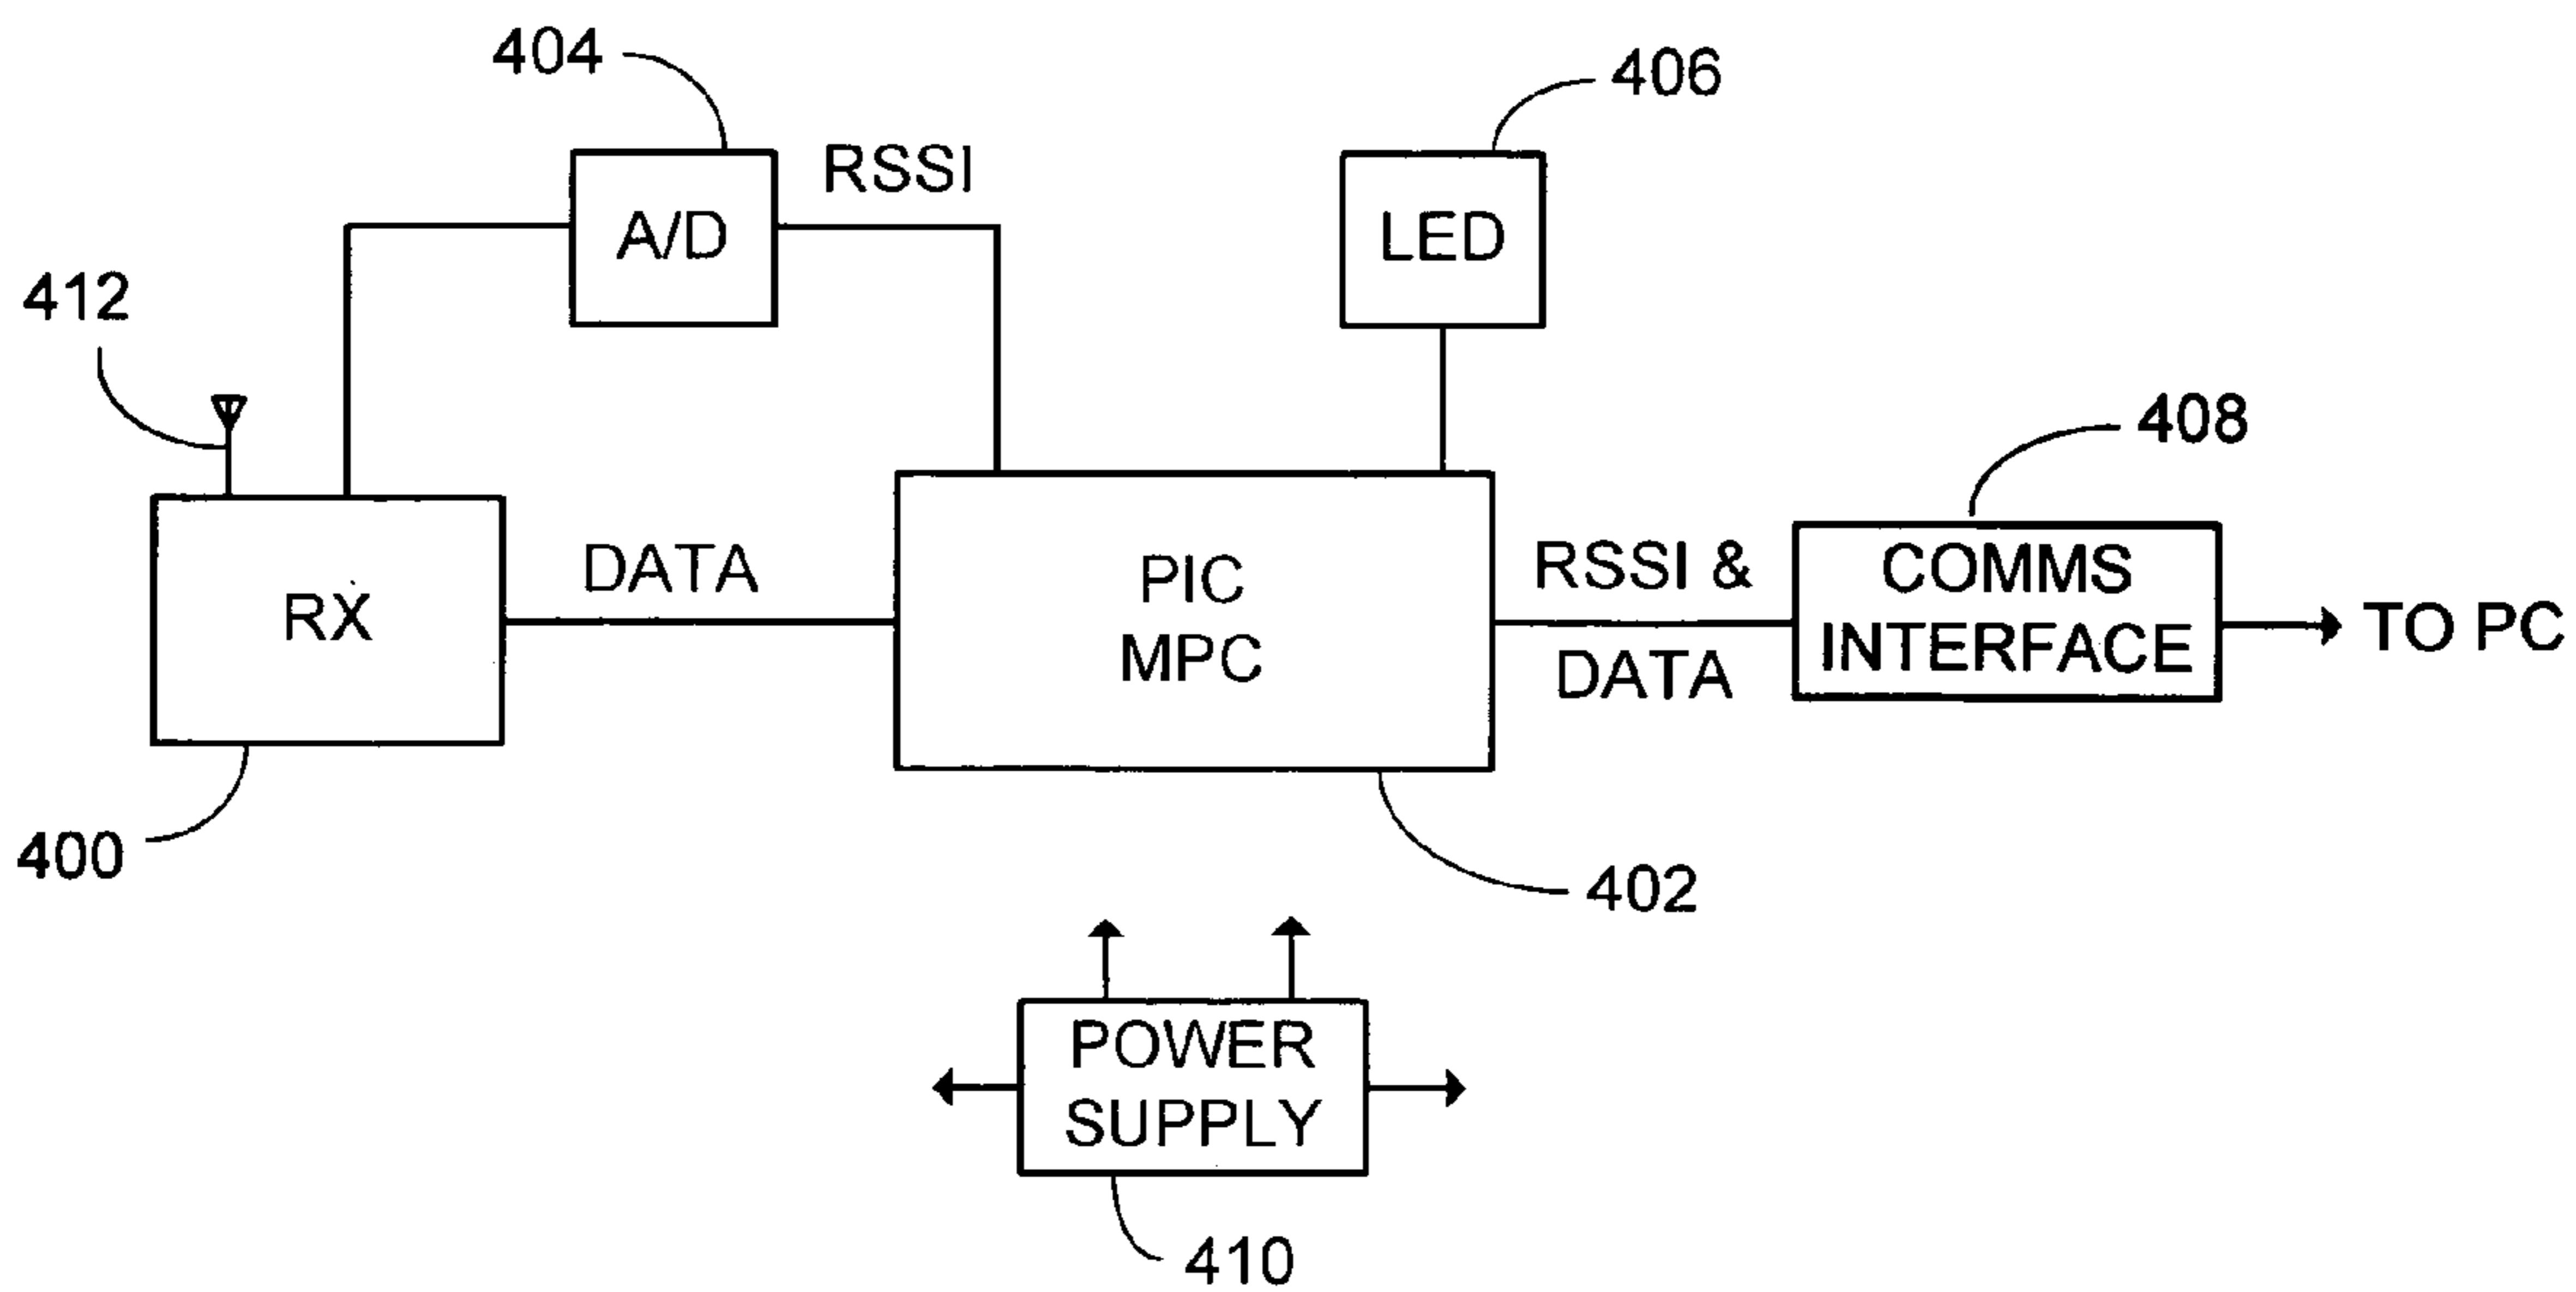 404
406
RSSI
A/D
LED
412
408
DATA
RX
PIC
MPC
RSSI &
DATA
COMMS
INTERFACE
TO PC
400
402
POWER
SUPPLY
410